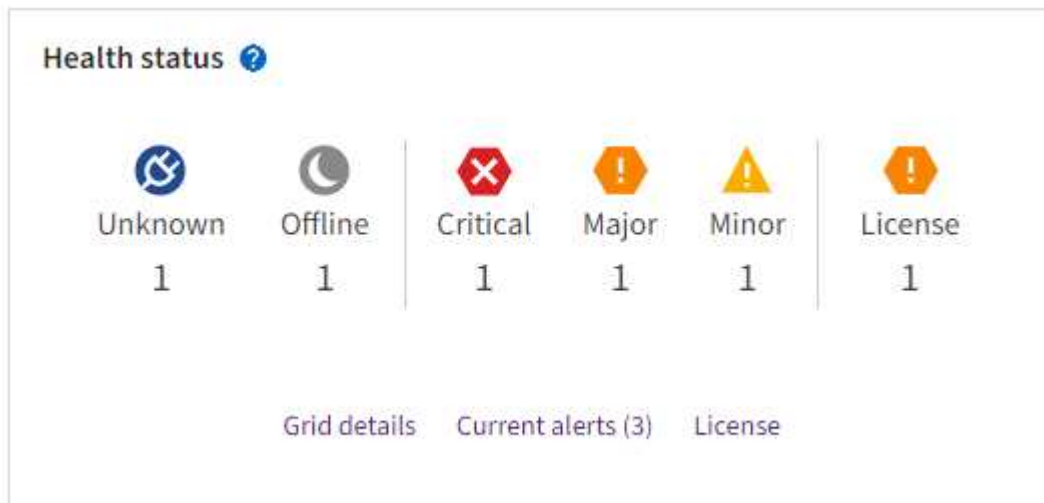 Health status ?
Unknown Offline Critical Major Minor License
1 1 1 1 1 1
Grid details Current alerts (3) License